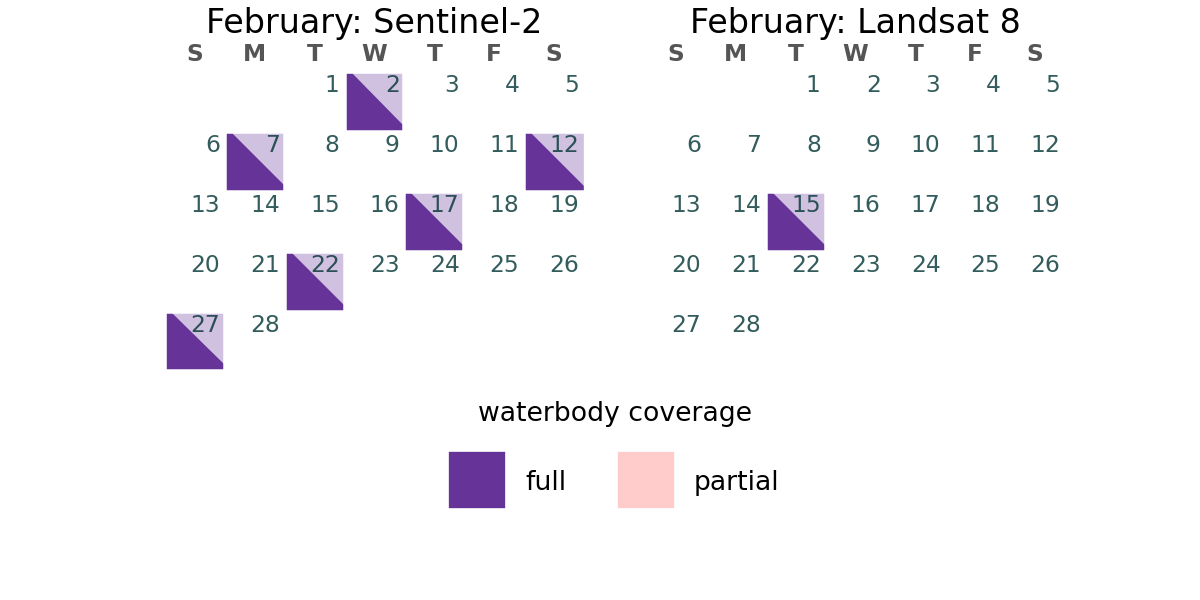 February: Sentinel-2
S M T W T F S
1 2 3 4 5
6 7 8 9 10 11 12
13 14 15 16 17 18 19
20 21 22 23 24 25 26
27 28
February: Landsat 8
S M T W T F S
1 2 3 4 5
6 7 8 9 10 11 12
13 14 15 16 17 18 19
20 21 22 23 24 25 26
27 28
waterbody coverage
full
partial